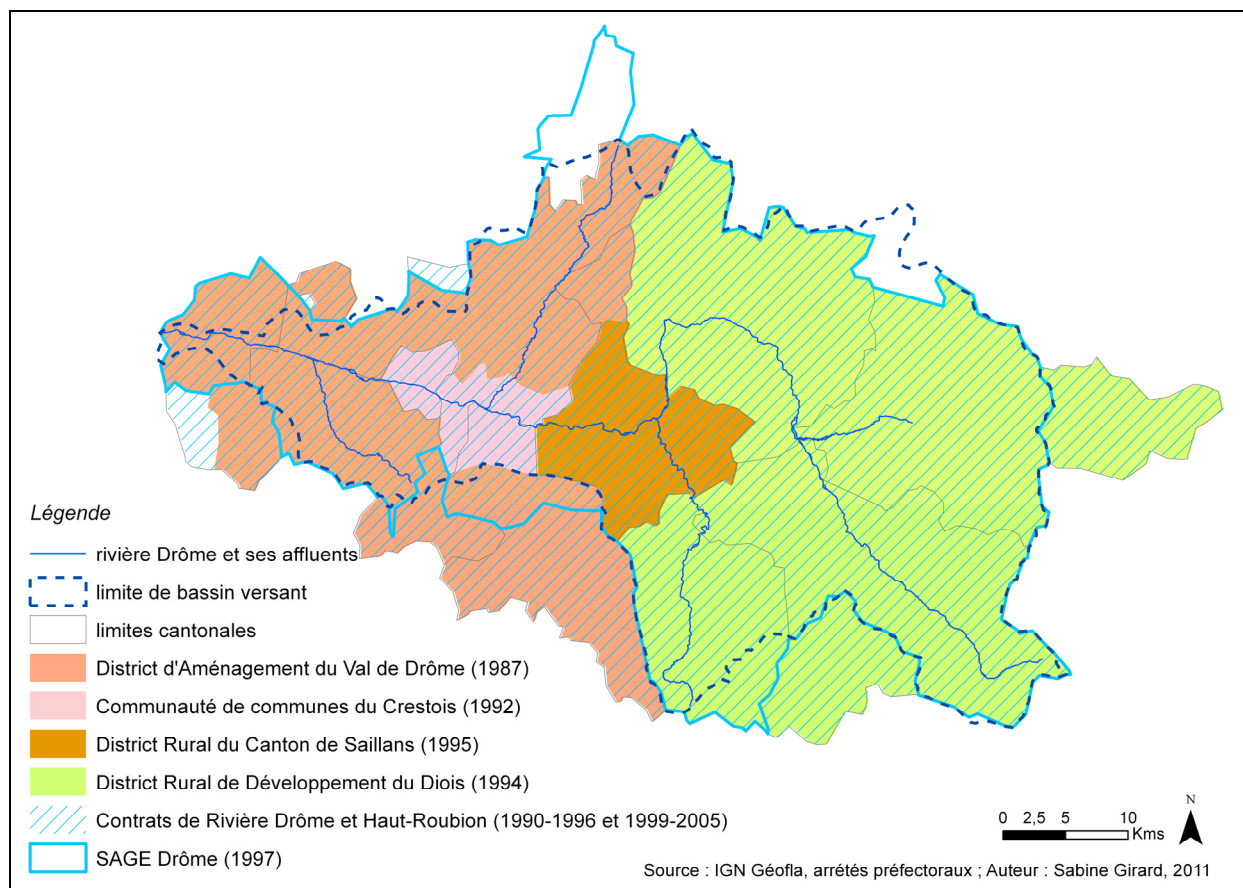 Légende
rivière Drôme et ses affluents
limite de bassin versant
limites cantonales
District d'Aménagement du Val de Drôme (1987)
Communauté de communes du Crestois (1992)
District Rural du Canton de Saillans (1995)
District Rural de Développement du Diois (1994)
Contrats de Rivière Drôme et Haut-Roubion (1990-1996 et 1999-2005)
SAGE Drôme (1997)
N
0 2,5 5 10
Kms
Source : IGN Géofla, arrétés préfectoraux ; Auteur : Sabine Girard, 2011